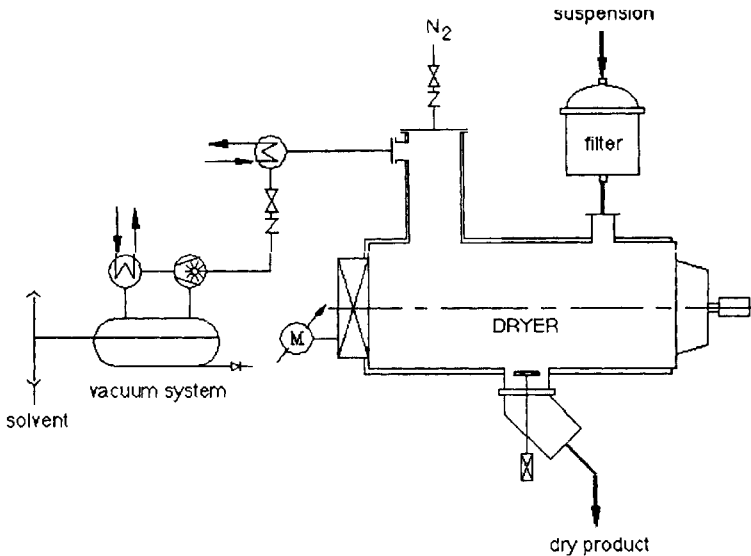 suspension
N2
filter
M
DRYER
vacuum system
solvent
dry product